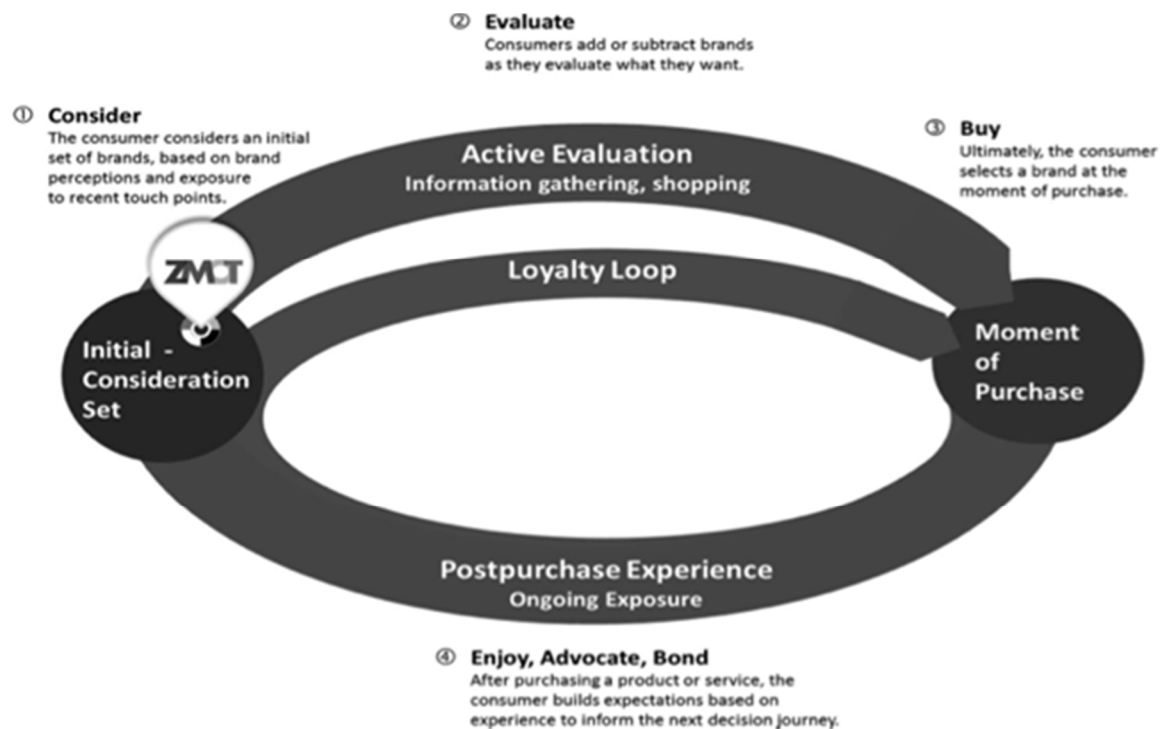 ② Evaluate
Consumers add or subtract brands
as they evaluate what they want.
① Consider
The consumer considers an initial
set of brands, based on brand
perceptions and exposure
to recent touch points.
③ Buy
Ultimately, the consumer
selects a brand at the
moment of purchase.
Active Evaluation
Information gathering, shopping
ZMOT
Loyalty Loop
Initial -
Consideration
Set
Moment
of
Purchase
Postpurchase Experience
Ongoing Exposure
④ Enjoy, Advocate, Bond
After purchasing a product or service, the
consumer builds expectations based on
experience to inform the next decision journey.